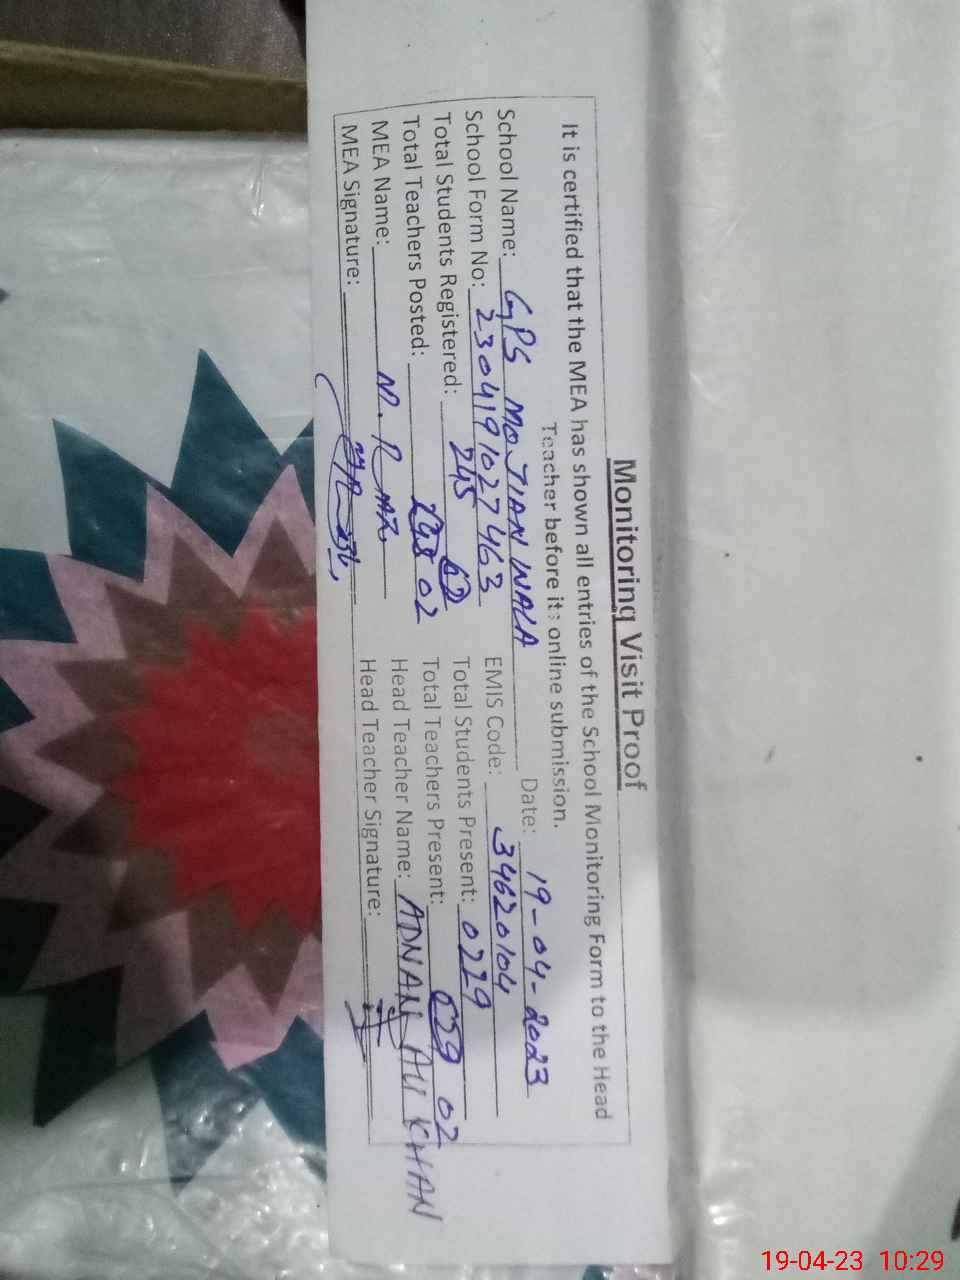 Monitoring Visit Proof
It is certified that the MEA has shown all entries of the School Monitoring Form to the Head
Teacher before its online submission.
School Name: GPS MOJIANWALA Date: 19-04-2023
School Form No: 2304191027463 EMIS Code: 34620104
Total Students Registered: 245 Total Students Present: 0229
Total Teachers Posted: 02 Total Teachers Present: 02
MEA Name: Head Teacher Name: ADNAN ALI KHAN
MEA Signature: Head Teacher Signature:
19-04-23 10:29